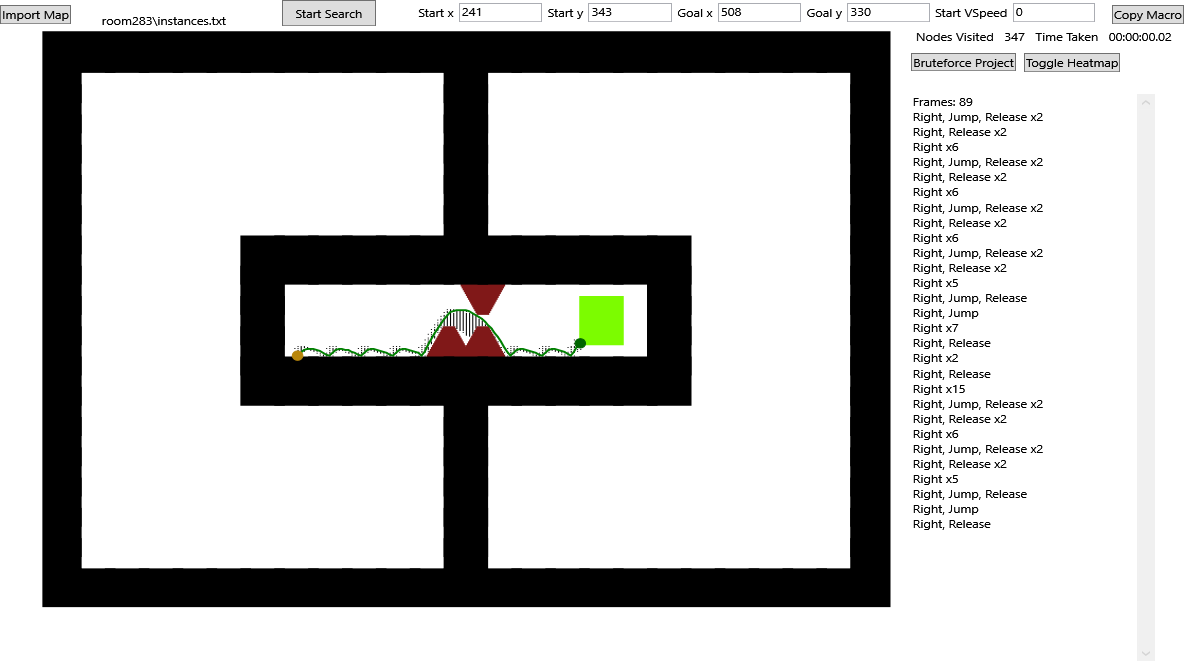 Import Map
room283\instances.txt
Start Search
Start x 241 Start y 343 Goal x 508 Goal y 330 Start VSpeed 0
Copy Macro
Nodes Visited 347 Time Taken 00:00:00.02
Bruteforce Project Toggle Heatmap
Frames: 89
Right, Jump, Release x2
Right, Release x2
Right x6
Right, Jump, Release x2
Right, Release x2
Right x6
Right, Jump, Release x2
Right, Release x2
Right x6
Right, Jump, Release x2
Right, Release x2
Right x5
Right, Jump, Release
Right, Jump
Right x7
Right, Release
Right x2
Right, Release
Right x15
Right, Jump, Release x2
Right, Release x2
Right x6
Right, Jump, Release x2
Right, Release x2
Right x5
Right, Jump, Release
Right, Jump
Right, Release